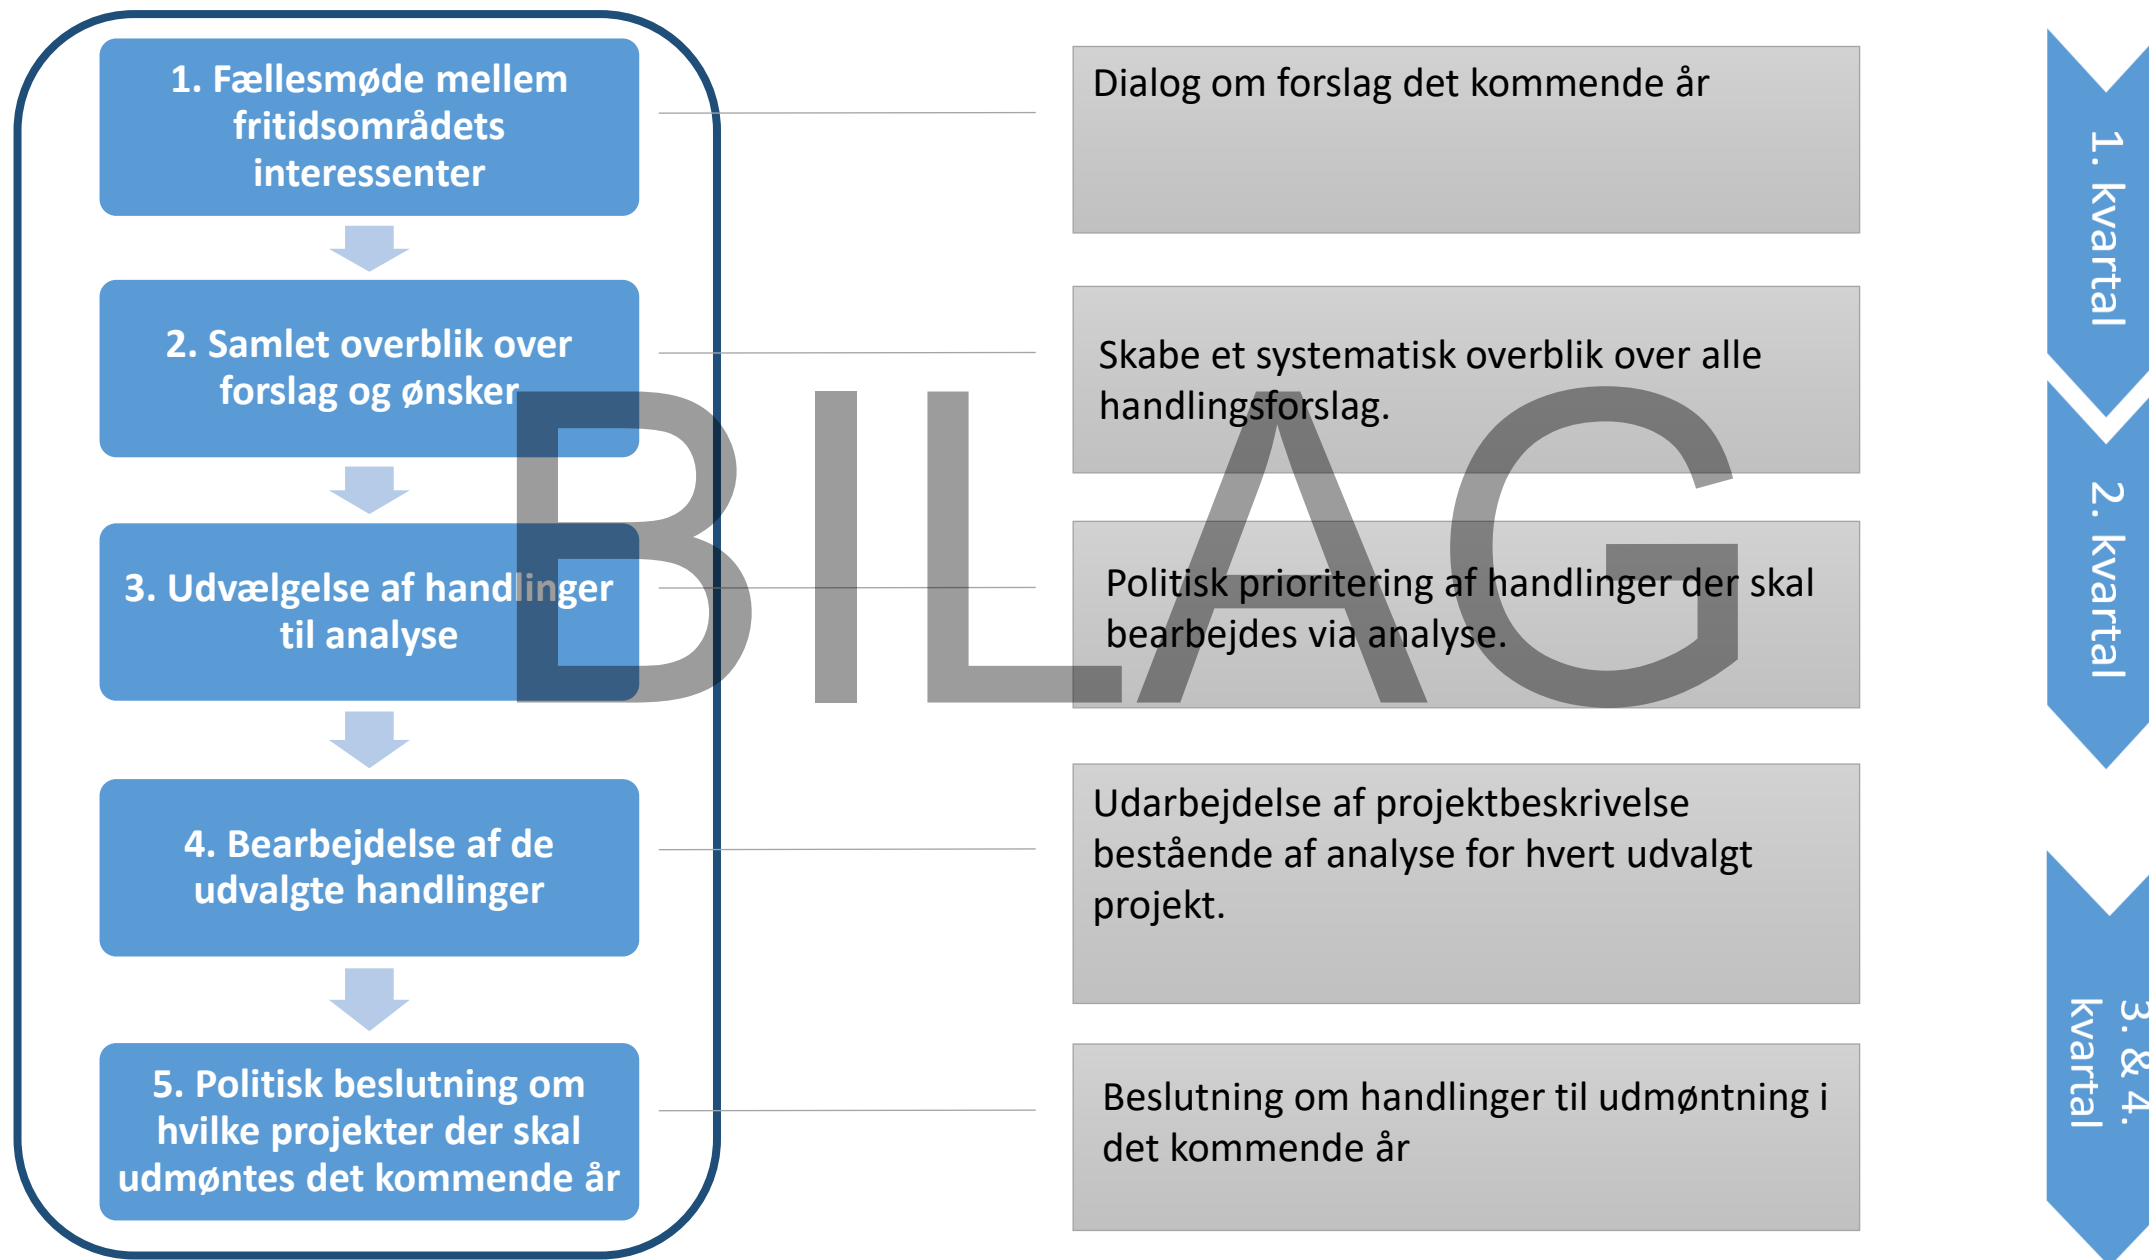 1. Fællesmøde mellem
fritidsområdets
interessenter
Dialog om forslag det kommende år
1. kvartal
2. Samlet overblik over
forslag og ønsker
Skabe et systematisk overblik over alle
handlingsforslag.
BILAG
2. kvartal
3. Udvælgelse af handlinger
til analyse
Politisk prioritering af handlinger der skal
bearbejdes via analyse.
4. Bearbejdelse af de
udvalgte handlinger
Udarbejdelse af projektbeskrivelse
bestående af analyse for hvert udvalgt
projekt.
3. & 4.
kvartal
5. Politisk beslutning om
hvilke projekter der skal
udmøntes det kommende år
Beslutning om handlinger til udmøntning i
det kommende år